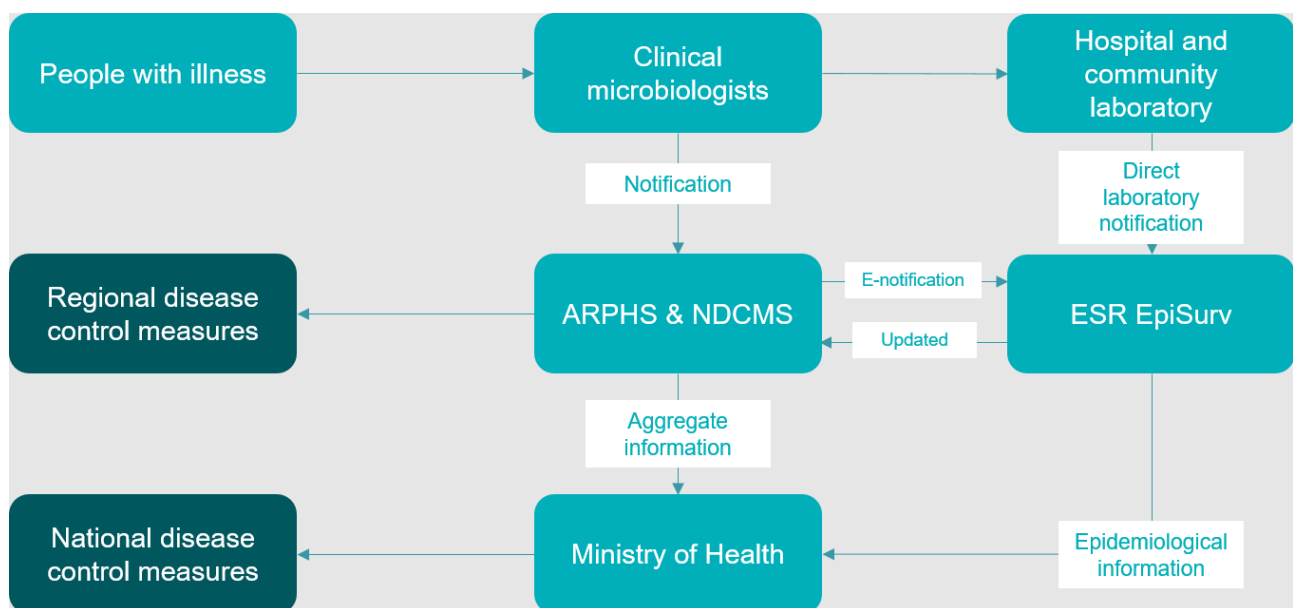 People with illness
Clinical
microbiologists
Hospital and
community
laboratory
Notification
Direct
laboratory
notification
Regional disease
control measures
ARPHS & NDCMS
E-notification
Updated
ESR EpiSurv
Aggregate
information
National disease
control measures
Ministry of Health
Epidemiological
information